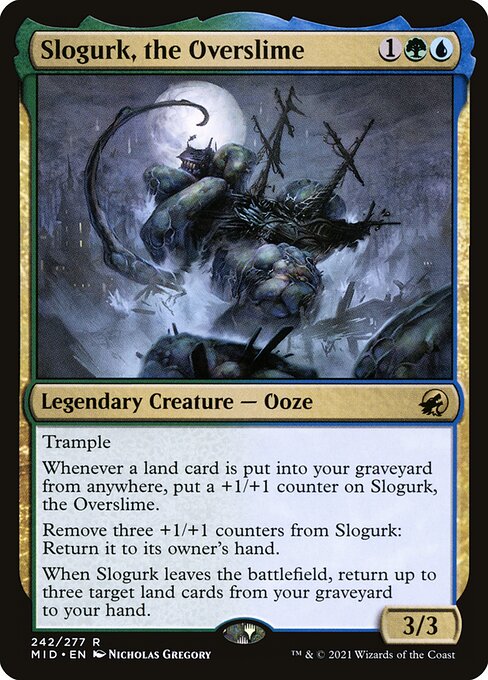 Slogurk, the Overslime 1
Legendary Creature — Ooze
Trample
Whenever a land card is put into your graveyard
from anywhere, put a +1/+1 counter on Slogurk,
the Overslime.
Remove three +1/+1 counters from Slogurk:
Return it to its owner's hand.
When Slogurk leaves the battlefield, return up to
three target land cards from your graveyard
to your hand.
3/3
242/277 R
MID • EN Nicholas Gregory
™ & © 2021 Wizards of the Coast